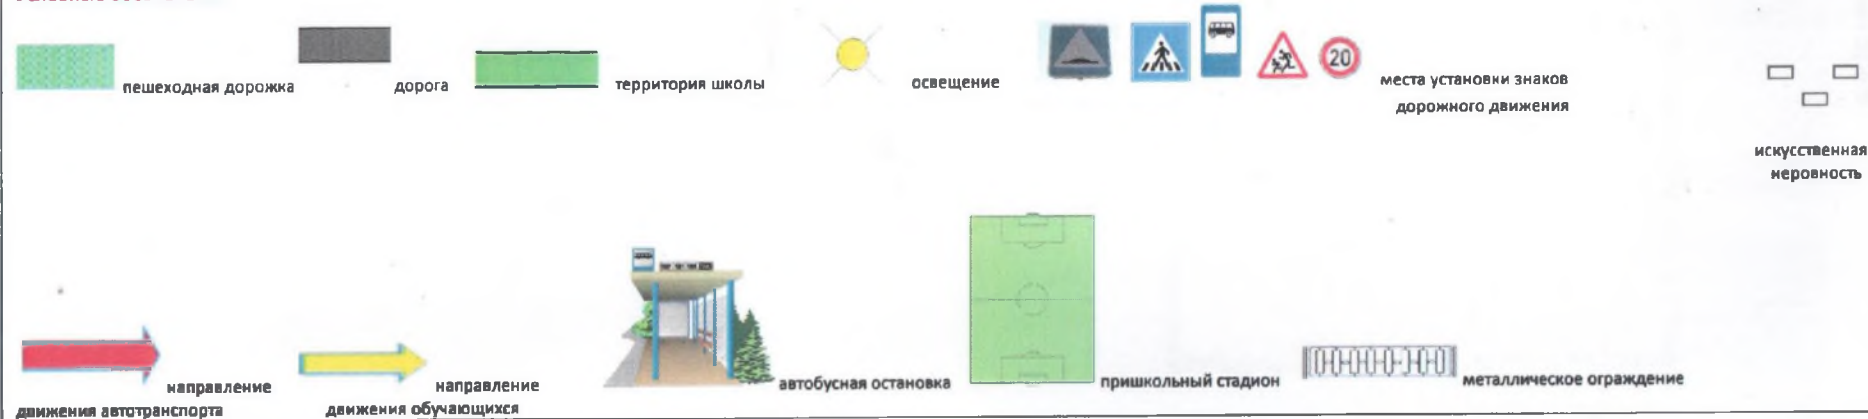 пешеходная дорожка
дорога
территория школы
освещение
20
места установки знаков
дорожного движения
искусственная
неровность
направление
движения автотранспорта
направление
движения обучающихся
автобусная остановка
пришкольный стадион
металлическое ограждение